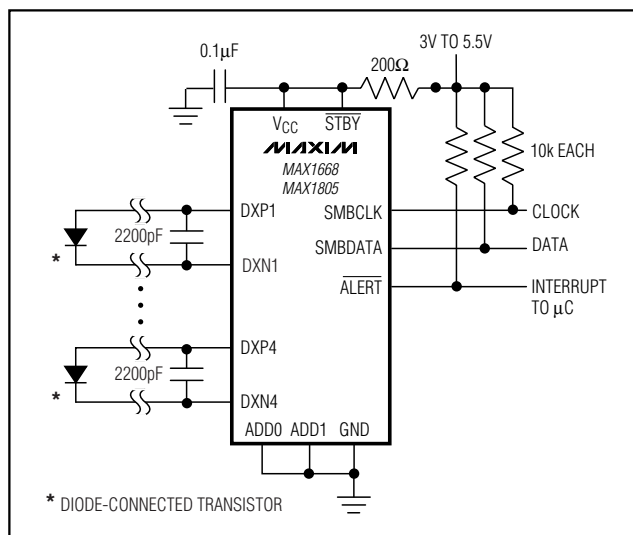 3V TO 5.5V
0.1μF
200Ω
VCC
STBY
MAXIM
MAX1668
MAX1805
10k EACH
DXP1
SMBCLK
CLOCK
2200pF
SMBDATA
DATA
*
DXN1
ALERT
INTERRUPT
TO μC
DXP4
2200pF
*
DXN4
ADD0 ADD1 GND
* DIODE-CONNECTED TRANSISTOR